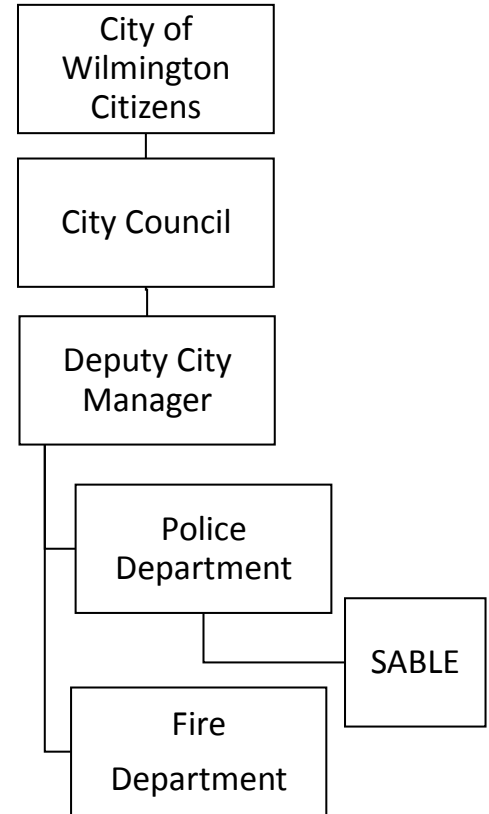 City of
Wilmington
Citizens
City Council
Deputy City
Manager
Police
Department
SABLE
Fire
Department